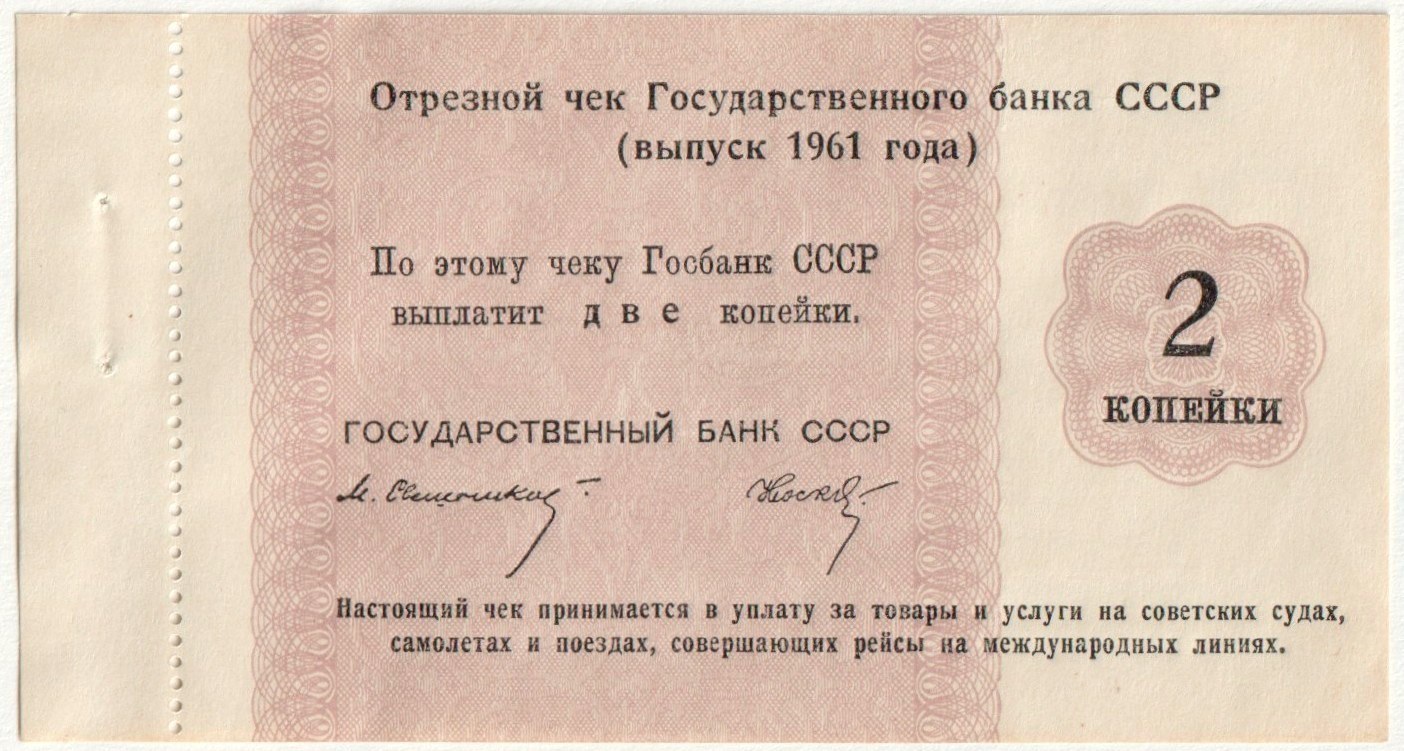 Отрезной чек Государственного банка СССР
(выпуск 1961 года)
По этому чеку Госбанк СССР
выплатит две копейки.
2
КОПЕЙКИ
ГОСУДАРСТВЕННЫЙ БАНК СССР
Настоящий чек принимается в уплату за товары и услуги на советских судах,
самолетах и поездах, совершающих рейсы на международных линиях.